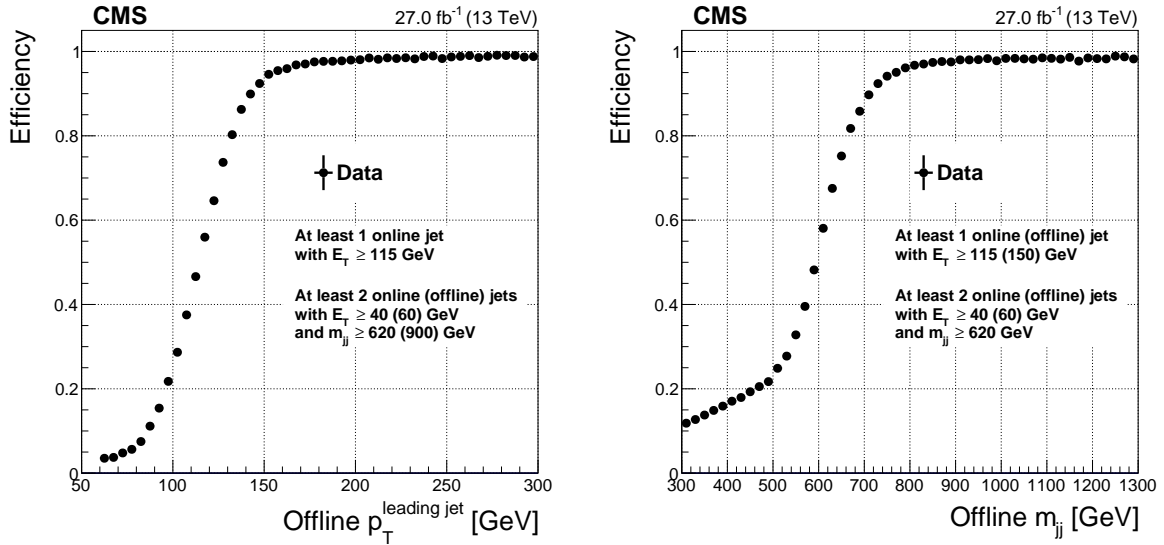 CMS
27.0 fb⁻¹ (13 TeV)
Efficiency
1
0.8
0.6
0.4
0.2
0
Data
At least 1 online jet
with E_T ≥ 115 GeV
At least 2 online (offline) jets
with E_T ≥ 40 (60) GeV
and m_jj ≥ 620 (900) GeV
50 100 150 200 250 300
Offline p_T^leading jet [GeV]
CMS
27.0 fb⁻¹ (13 TeV)
Efficiency
1
0.8
0.6
0.4
0.2
0
Data
At least 1 online (offline) jet
with E_T ≥ 115 (150) GeV
At least 2 online (offline) jets
with E_T ≥ 40 (60) GeV
and m_jj ≥ 620 GeV
300 400 500 600 700 800 900 1000 1100 1200 1300
Offline m_jj [GeV]